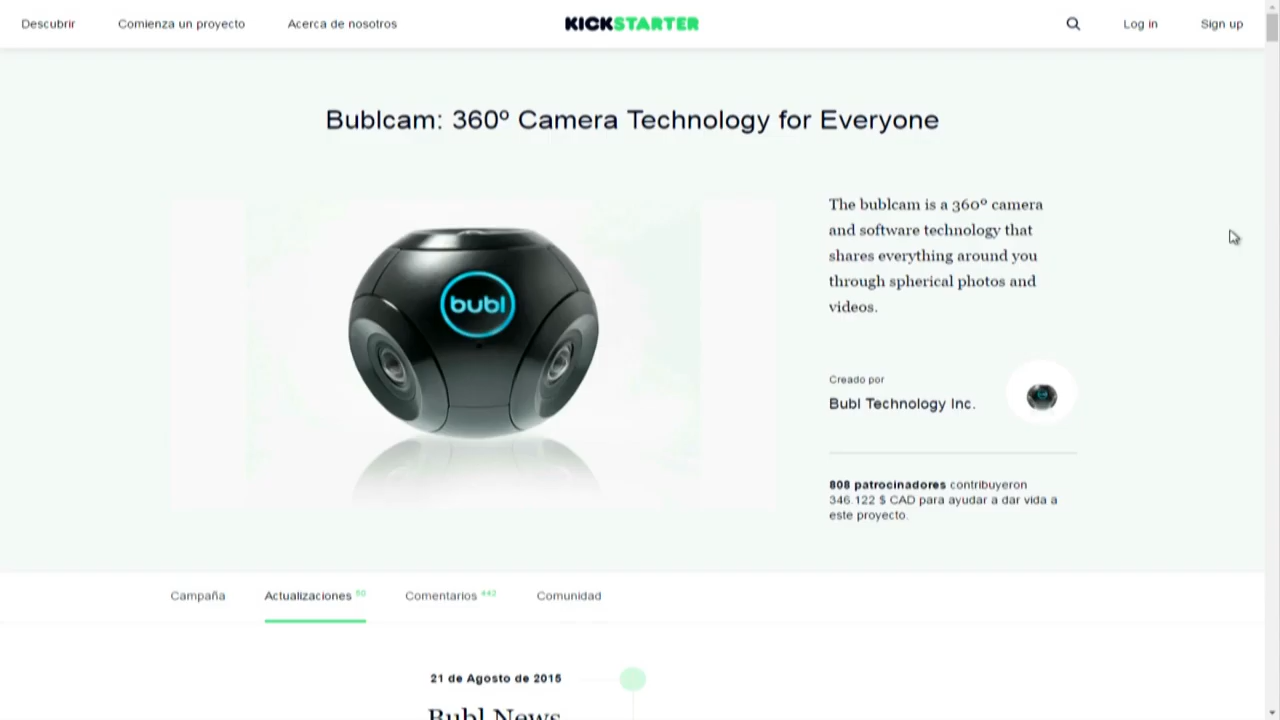 Descubrir Comienza un proyecto Acerca de nosotros KICKSTARTER Log in Sign up
Bublcam: 360º Camera Technology for Everyone
bubl
The bublcam is a 360º camera
and software technology that
shares everything around you
through spherical photos and
videos.
Creado por
Bubl Technology Inc.
808 patrocinadores contribuyeron
346.122 $ CAD para ayudar a dar vida a
este proyecto.
Campaña Actualizaciones Comentarios Comunidad
21 de Agosto de 2015
Bubl News